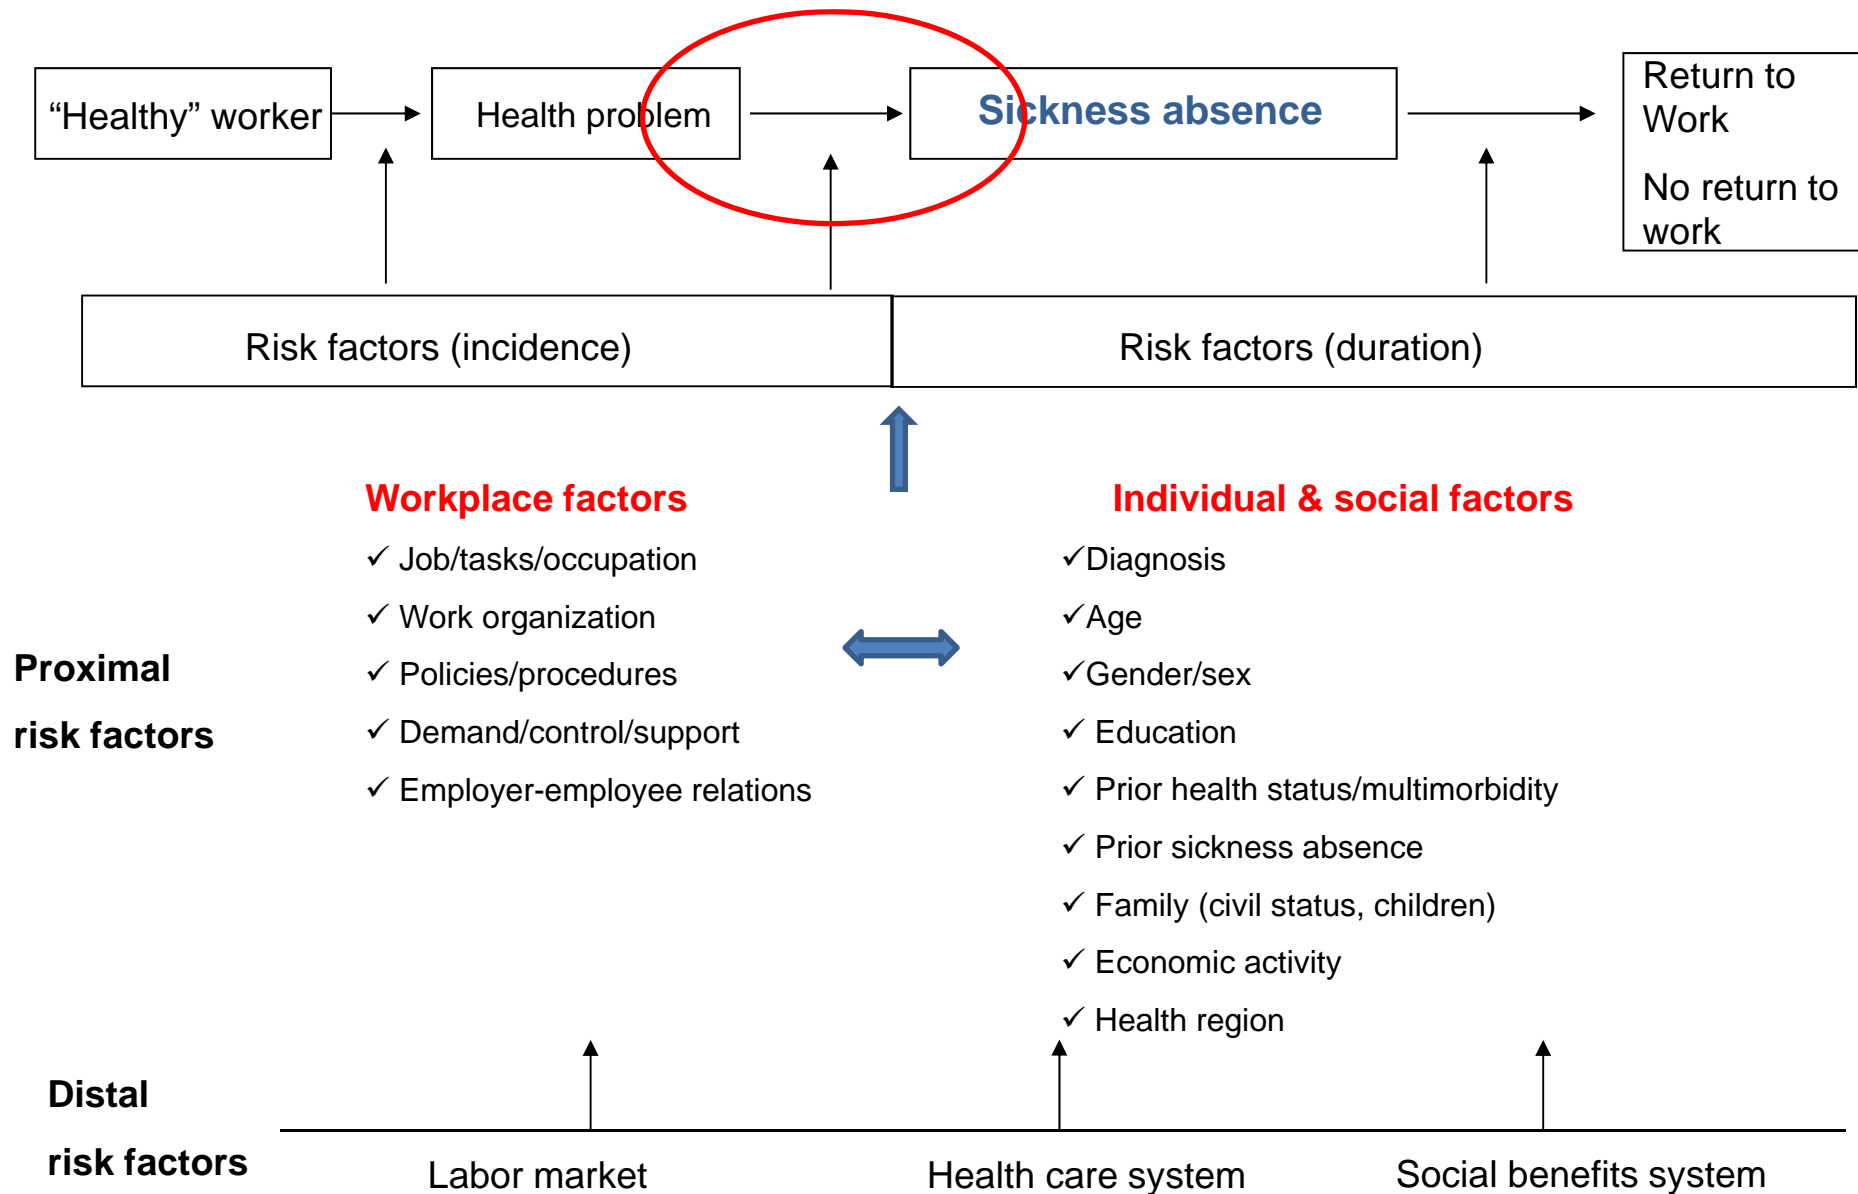 “Healthy” worker
Health problem
Sickness absence
Return to
Work
No return to
work
Risk factors (incidence)
Risk factors (duration)
Workplace factors
✓ Job/tasks/occupation
✓ Work organization
✓ Policies/procedures
✓ Demand/control/support
✓ Employer-employee relations
Individual & social factors
✓Diagnosis
✓Age
✓Gender/sex
✓ Education
✓ Prior health status/multimorbidity
✓ Prior sickness absence
✓ Family (civil status, children)
✓ Economic activity
✓ Health region
Proximal
risk factors
Distal
risk factors
Labor market
Health care system
Social benefits system